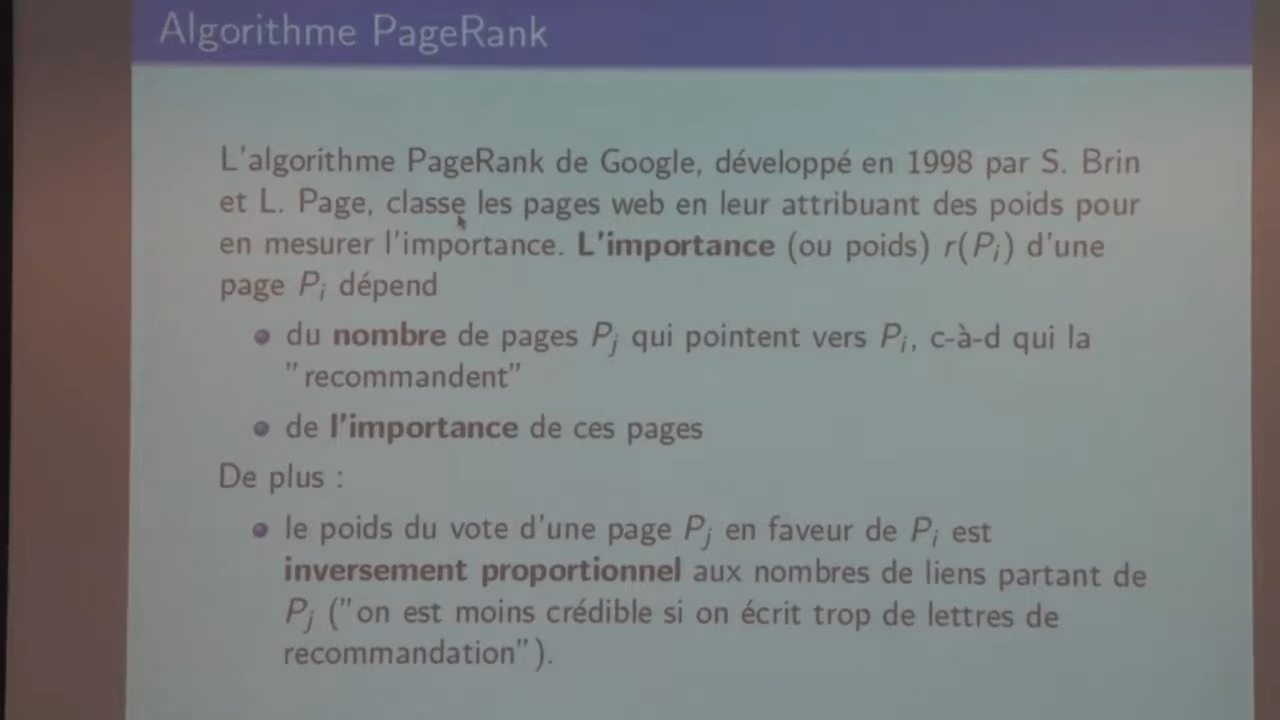 Algorithme PageRank
L'algorithme PageRank de Google, développé en 1998 par S. Brin
et L. Page, classe les pages web en leur attribuant des poids pour
en mesurer l'importance. L'importance (ou poids) r(Pi) d'une
page Pi dépend
du nombre de pages Pj qui pointent vers Pi, c-à-d qui la
"recommandent"
de l'importance de ces pages
De plus :
le poids du vote d'une page Pj en faveur de Pi est
inversement proportionnel aux nombres de liens partant de
Pj ("on est moins crédible si on écrit trop de lettres de
recommandation").